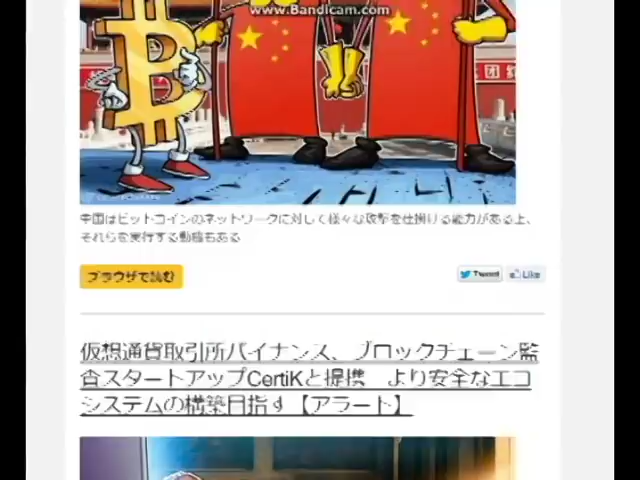 www.Bandicam.com
団
中国はビットコインのネットワークに対して様々な攻撃を仕掛ける能力がある上、
それらを実行する動機もある
ブラウザで読む
Tweet
Like
仮想通貨取引所バイナンス、ブロックチェーン監
査スタートアップCertiKと提携 より安全なエコ
システムの構築目指す【アラート】